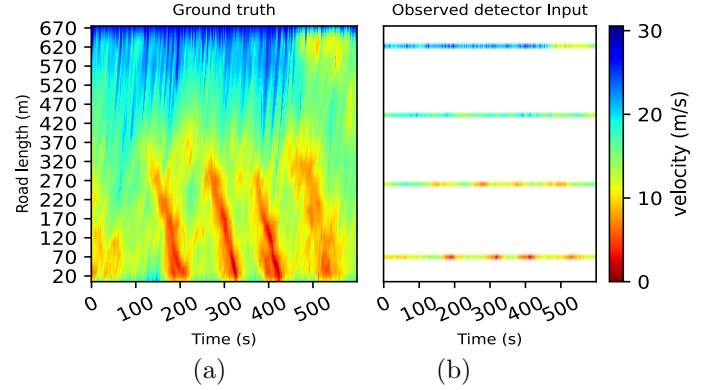 Ground truth
Observed detector Input
670
620
570
520
470
420
370
320
270
220
170
120
70
20
Road length (m)
0 100 200 300 400 500
Time (s)
0 100 200 300 400 500
Time (s)
30
20
10
0
velocity (m/s)
(a)
(b)